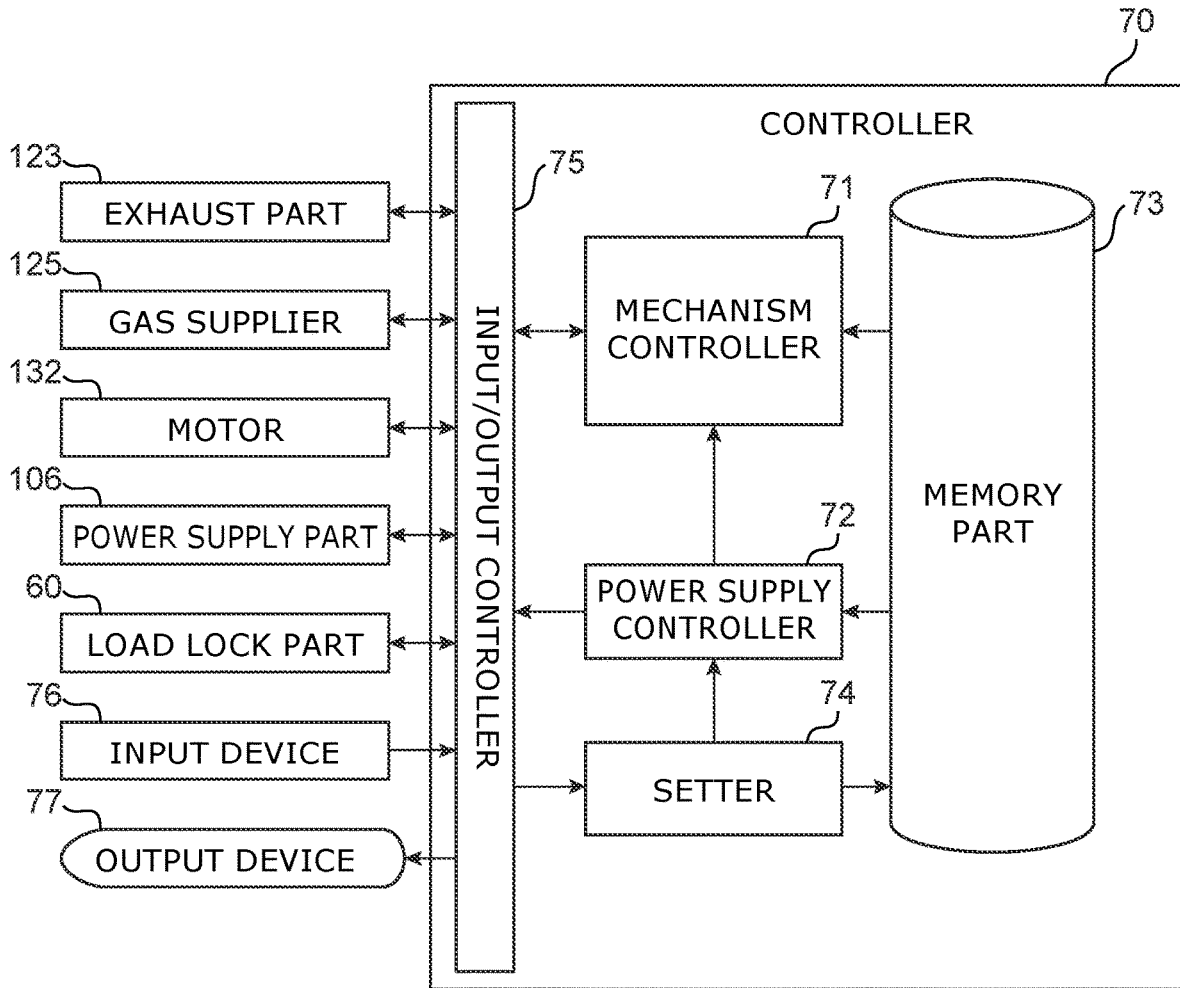 70
CONTROLLER
123
EXHAUST PART
75
71
73
125
GAS SUPPLIER
MECHANISM
CONTROLLER
132
MOTOR
INPUT/OUTPUT CONTROLLER
MEMORY
PART
106
POWER SUPPLY PART
72
POWER SUPPLY
CONTROLLER
60
LOAD LOCK PART
76
INPUT DEVICE
74
SETTER
77
OUTPUT DEVICE